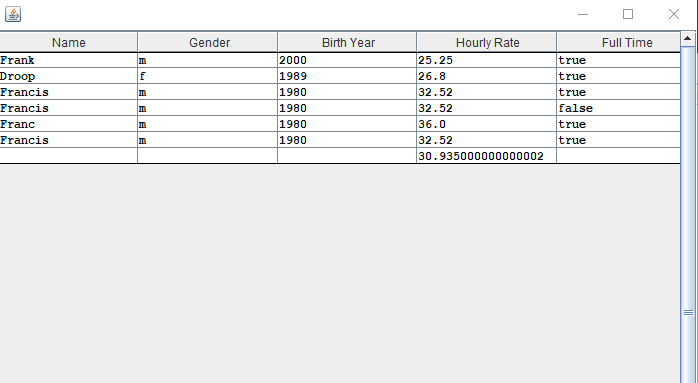 Name Gender Birth Year Hourly Rate Full Time
Frank m 2000 25.25 true
Droop f 1989 26.8 true
Francis m 1980 32.52 true
Francis m 1980 32.52 false
Franc m 1980 36.0 true
Francis m 1980 32.52 true
30.935000000000002